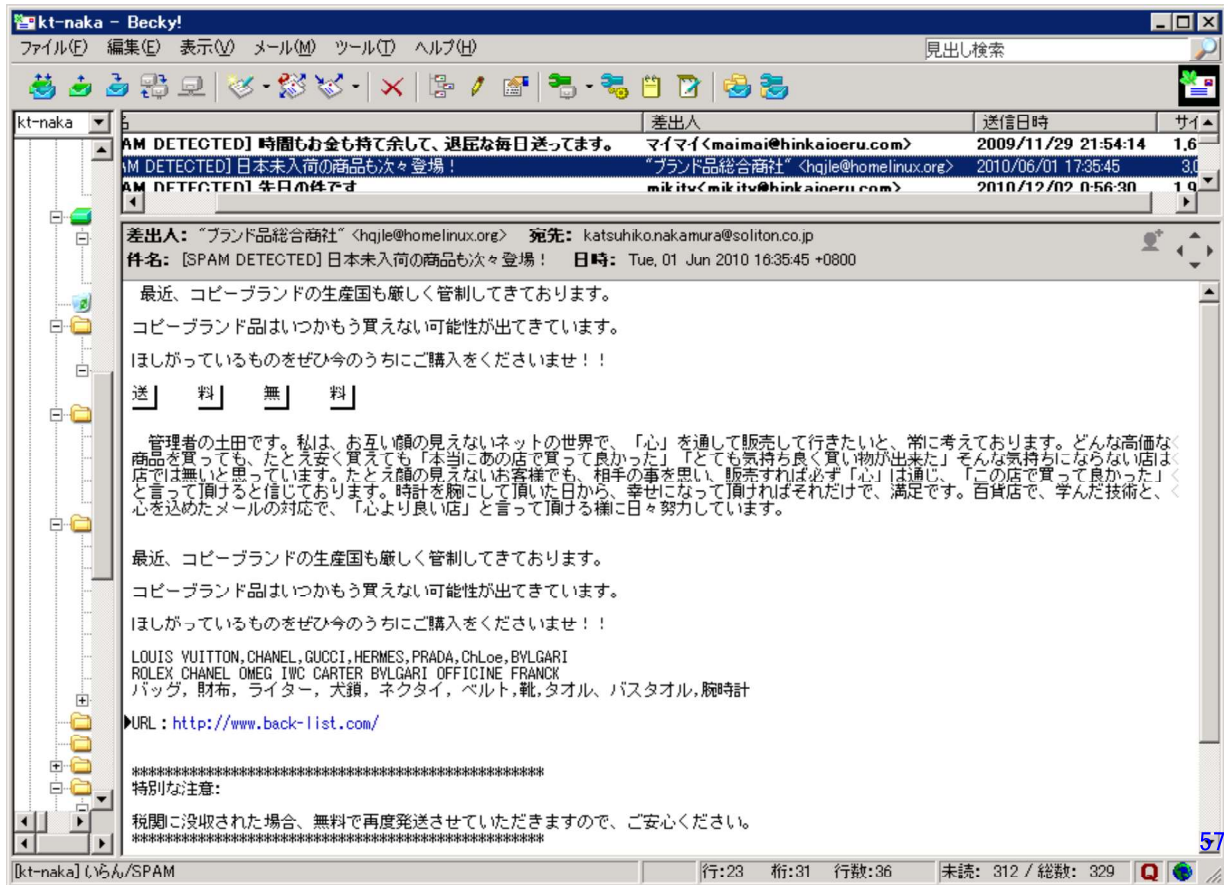 kt-naka - Becky!
ファイル(F) 編集(E) 表示(V) メール(M) ツール(T) ヘルプ(H) 見出し検索
kt-naka 差出人 送信日時 サイ
AM DETECTED] 時間もお金も持て余して、退屈な毎日送ってます。 マイマイ<maimai@hinkaioeru.com> 2009/11/29 21:54:14 1,6
AM DETECTED] 日本未入荷の商品も次々登場！ "ブランド品総合商社" <hqjle@homelinux.org> 2010/06/01 17:35:45 3,0
AM DETECTED] 先日の件です mikity<mikity@hinkaioeru.com> 2010/12/02 0:56:30 1,9
差出人: "ブランド品総合商社" <hqjle@homelinux.org> 宛先: katsuhiko.nakamura@soliton.co.jp
件名: [SPAM DETECTED] 日本未入荷の商品も次々登場！ 日時: Tue, 01 Jun 2010 16:35:45 +0800
最近、コピーブランドの生産国も厳しく管制してきております。
コピーブランド品はいつかもう買えない可能性が出てきています。
ほしがっているものをぜひ今のうちにご購入をくださいませ！！
送 料 無 料
管理者の土田です。私は、お互い顔の見えないネットの世界で、「心」を通して販売して行きたいと、常に考えております。どんな高価な
商品を買っても、たとえ安く買えても「本当にあの店で買って良かった」「とても気持ち良く買い物が出来た」そんな気持ちにならない店は
店では無いと思っています。たとえ顔の見えないお客様でも、相手の事を思い、販売すれば必ず「心」は通じ、「この店で買って良かった」
と言って頂けると信じております。時計を腕にして頂いた日から、幸せになって頂ければそれだけで、満足です。百貨店で、学んだ技術と、
心を込めたメールの対応で、「心より良い店」と言って頂ける様に日々努力しています。
最近、コピーブランドの生産国も厳しく管制してきております。
コピーブランド品はいつかもう買えない可能性が出てきています。
ほしがっているものをぜひ今のうちにご購入をくださいませ！！
LOUIS VUITTON,CHANEL,GUCCI,HERMES,PRADA,ChLoe,BVLGARI
ROLEX CHANEL OMEG IWC CARTER BVLGARI OFFICINE FRANCK
バッグ，財布，ライター，犬鎖，ネクタイ，ベルト,靴,タオル、バスタオル,腕時計
URL：http://www.back-list.com/
**************************************************
特別な注意:
税関に没収された場合、無料で再度発送させていただきますので、ご安心ください。
**************************************************
57
[kt-naka] いらん/SPAM 行:23 桁:31 行数:36 未読: 312 / 総数: 329 Q